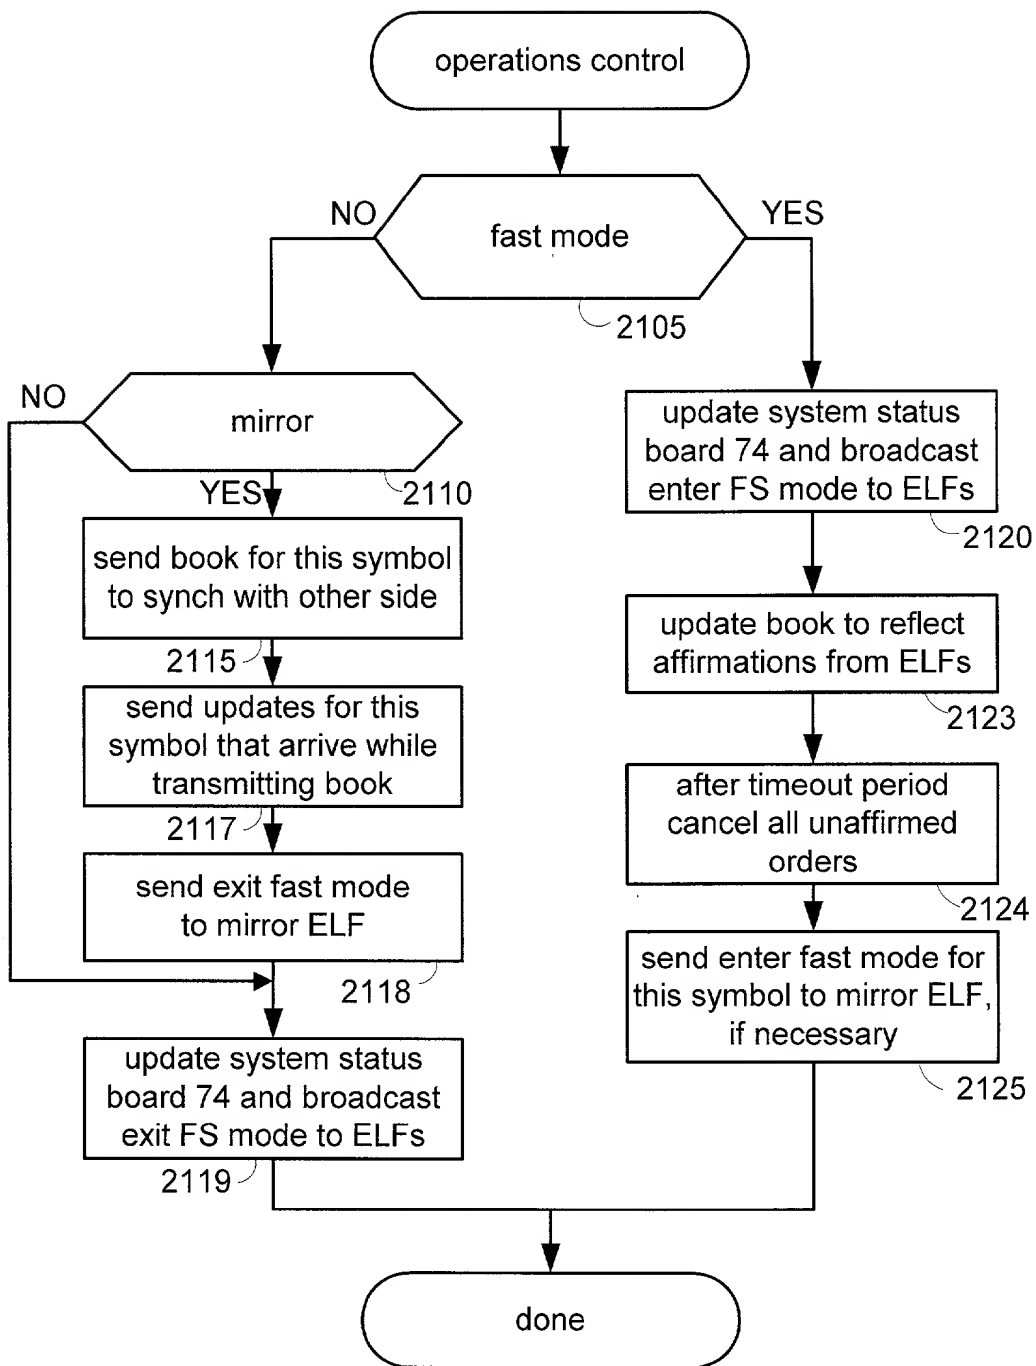 operations control
NO
YES
fast mode
2105
NO
mirror
YES
2110
send book for this symbol
to synch with other side
2115
send updates for this
symbol that arrive while
transmitting book
2117
send exit fast mode
to mirror ELF
2118
update system status
board 74 and broadcast
exit FS mode to ELFs
2119
update system status
board 74 and broadcast
enter FS mode to ELFs
2120
update book to reflect
affirmations from ELFs
2123
after timeout period
cancel all unaffirmed
orders
2124
send enter fast mode for
this symbol to mirror ELF,
if necessary
2125
done